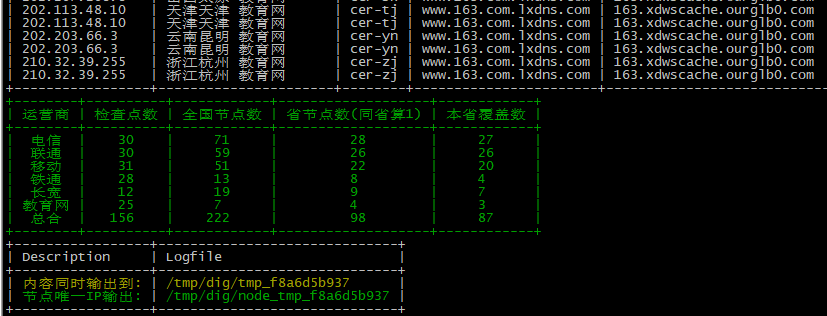 202.113.48.10 | 天津天津 教育网 | cer-tj | www.163.com.lxdns.com | 163.xdwscache.ourglb0.com
202.113.48.10 | 天津天津 教育网 | cer-tj | www.163.com.lxdns.com | 163.xdwscache.ourglb0.com
202.203.66.3 | 云南昆明 教育网 | cer-yn | www.163.com.lxdns.com | 163.xdwscache.ourglb0.com
202.203.66.3 | 云南昆明 教育网 | cer-yn | www.163.com.lxdns.com | 163.xdwscache.ourglb0.com
210.32.39.255 | 浙江杭州 教育网 | cer-zj | www.163.com.lxdns.com | 163.xdwscache.ourglb0.com
210.32.39.255 | 浙江杭州 教育网 | cer-zj | www.163.com.lxdns.com | 163.xdwscache.ourglb0.com
| 运营商 | 检查点数 | 全国节点数 | 省节点数(同省算1) | 本省覆盖数 |
| 电信 | 30 | 71 | 28 | 27 |
| 联通 | 30 | 59 | 26 | 26 |
| 移动 | 31 | 51 | 22 | 20 |
| 铁通 | 28 | 13 | 8 | 4 |
| 长宽 | 12 | 19 | 9 | 7 |
| 教育网 | 25 | 7 | 4 | 3 |
| 总合 | 156 | 222 | 98 | 87 |
| Description | Logfile |
| 内容同时输出到: | /tmp/dig/tmp_f8a6d5b937 |
| 节点唯一IP输出: | /tmp/dig/node_tmp_f8a6d5b937 |